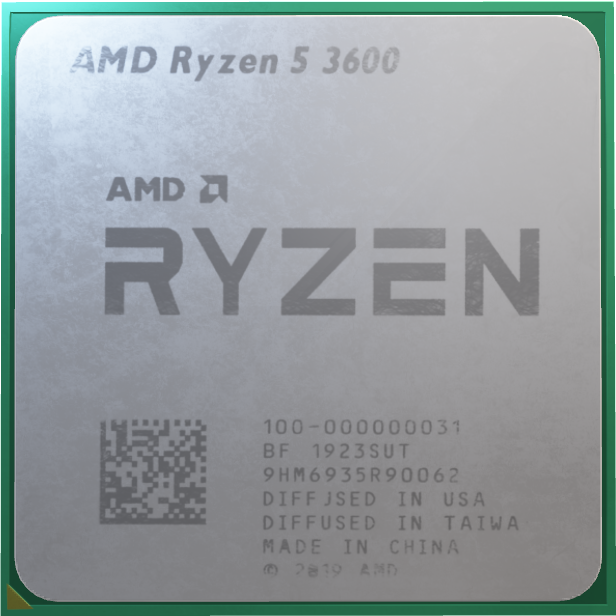 AMD Ryzen 5 3600
AMD
RYZEN
100-000000031
BF 1923SUT
9HM6935R90062
DIFFJSED IN USA
DIFFUSED IN TAIWA
MADE IN CHINA
© 2019 AMD